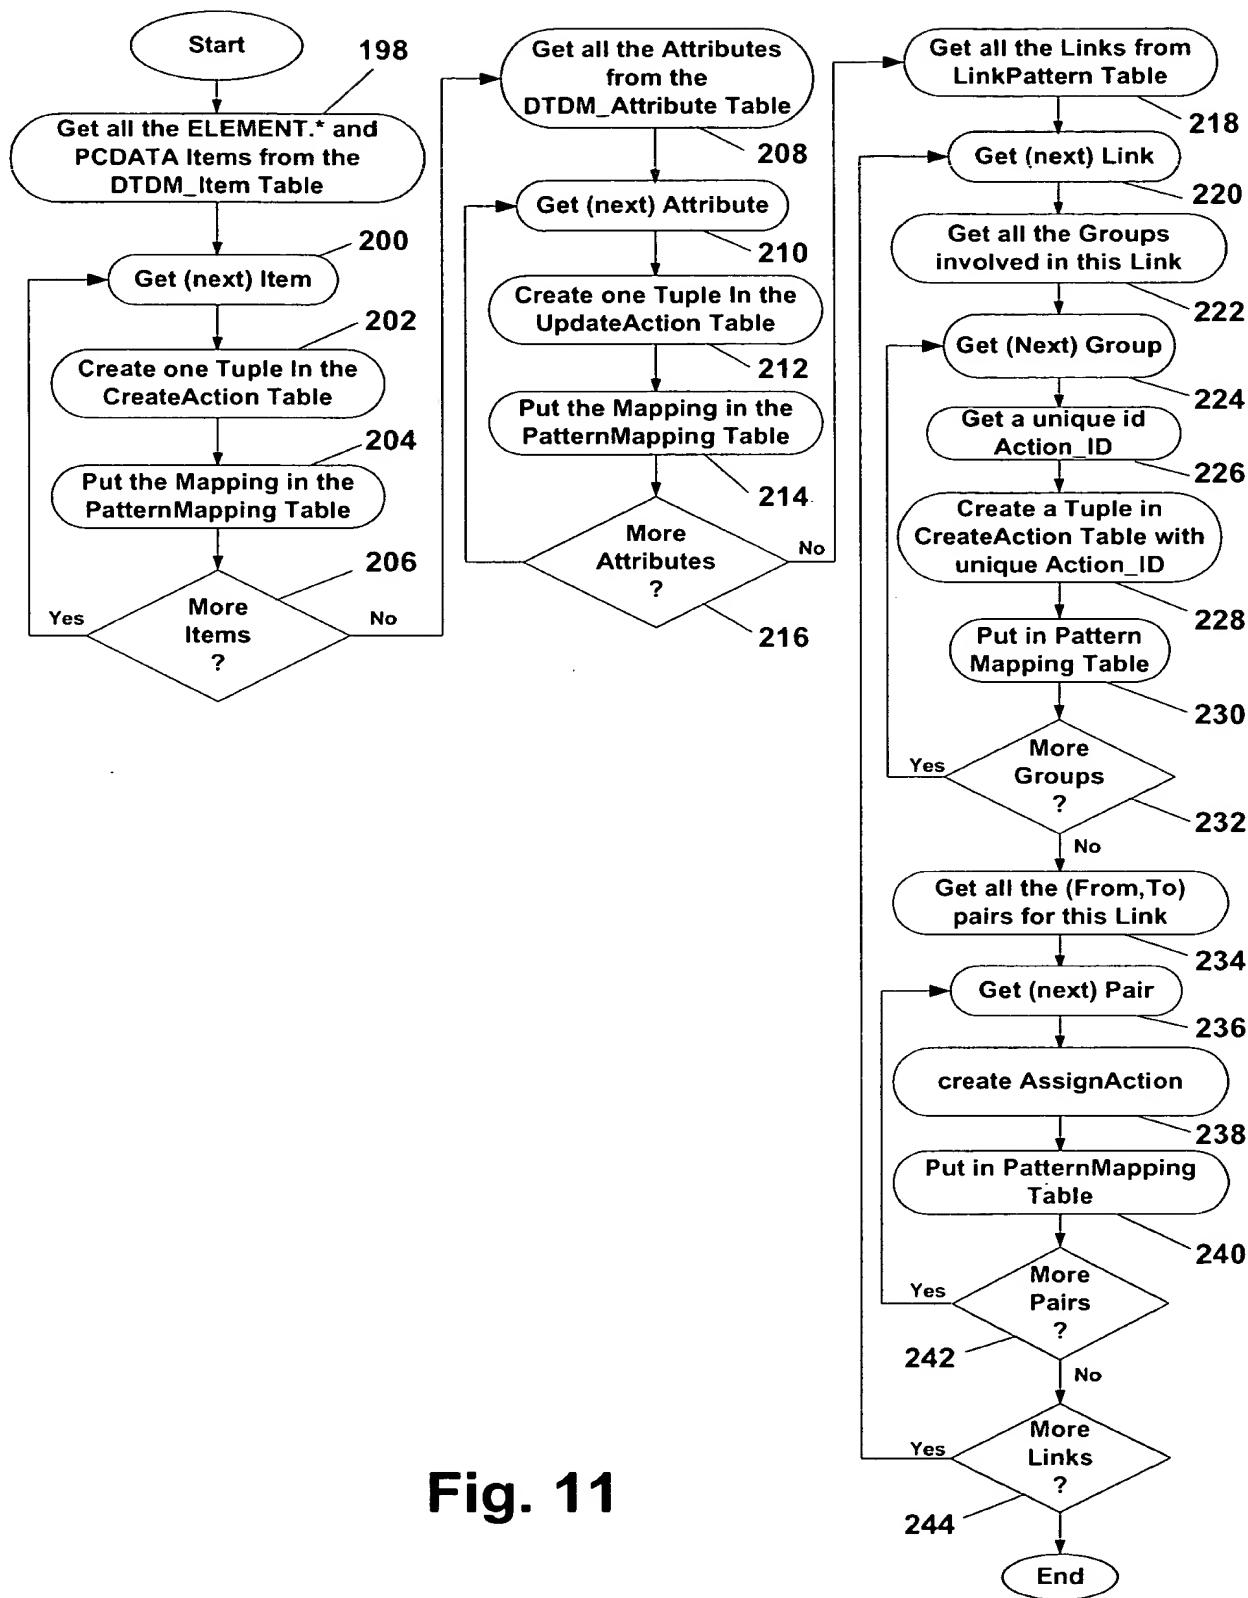 Start
198
Get all the ELEMENT.* and
PCDATA Items from the
DTDM_Item Table
200
Get (next) Item
202
Create one Tuple In the
CreateAction Table
204
Put the Mapping in the
PatternMapping Table
206
More
Items
?
Yes
No
Get all the Attributes
from the
DTDM_Attribute Table
208
Get (next) Attribute
210
Create one Tuple In the
UpdateAction Table
212
Put the Mapping in the
PatternMapping Table
214
More
Attributes
?
No
216
Get all the Links from
LinkPattern Table
218
Get (next) Link
220
Get all the Groups
involved in this Link
222
Get (Next) Group
224
Get a unique id
Action_ID
226
Create a Tuple in
CreateAction Table with
unique Action_ID
228
Put in Pattern
Mapping Table
230
More
Groups
?
Yes
232
No
Get all the (From,To)
pairs for this Link
234
Get (next) Pair
236
create AssignAction
238
Put in PatternMapping
Table
240
More
Pairs
?
Yes
242
No
More
Links
?
Yes
244
End
Fig. 11